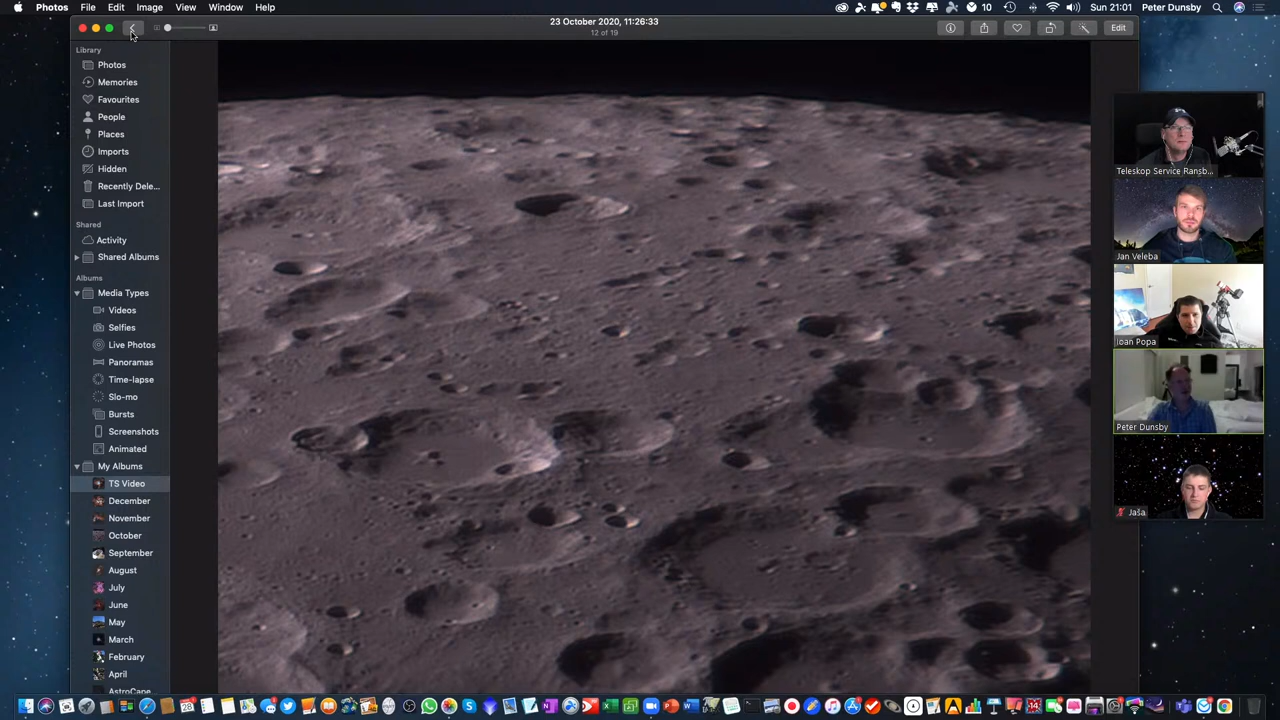 Photos File Edit Image View Window Help
10 Sun 21:01 Peter Dunsby
23 October 2020, 11:26:33
12 of 19
Edit
Library
Photos
Memories
Favourites
People
Places
Imports
Hidden
Recently Dele...
Last Import
Shared
Activity
Shared Albums
Albums
Media Types
Videos
Selfies
Live Photos
Panoramas
Time-lapse
Slo-mo
Bursts
Screenshots
Animated
My Albums
TS Video
December
November
October
September
August
July
June
May
March
February
April
AstroCape
Teleskop Service Ransb...
Jan Veleba
Ioan Popa
Peter Dunsby
Jaša